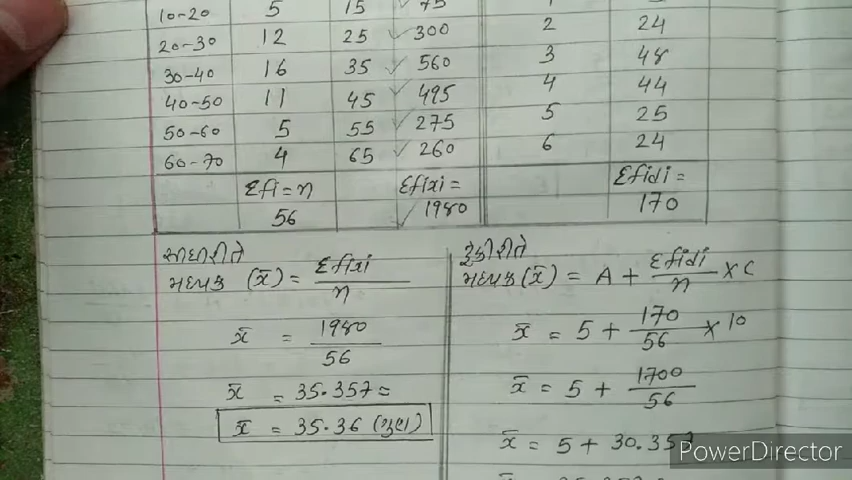 10-20 5 15 75 1 5
20-30 12 25 ✓ 300 2 24
30-40 16 35 ✓ 560 3 48
40-50 11 45 ✓ 495 4 44
50-60 5 55 ✓ 275 5 25
60-70 4 65 ✓ 260 6 24
Σfi = n Σfixi = Σfidi =
56 ✓ 1980 170
સાદીરીતે
મધ્યક (x̄) = Σfixi / n
x̄ = 1980 / 56
x̄ = 35.357=
x̄ = 35.36 (ગુણ)
ટૂંકીરીતે
મધ્યક (x̄) = A + Σfidi / n × C
x̄ = 5 + 170 / 56 × 10
x̄ = 5 + 1700 / 56
x̄ = 5 + 30.357
PowerDirector